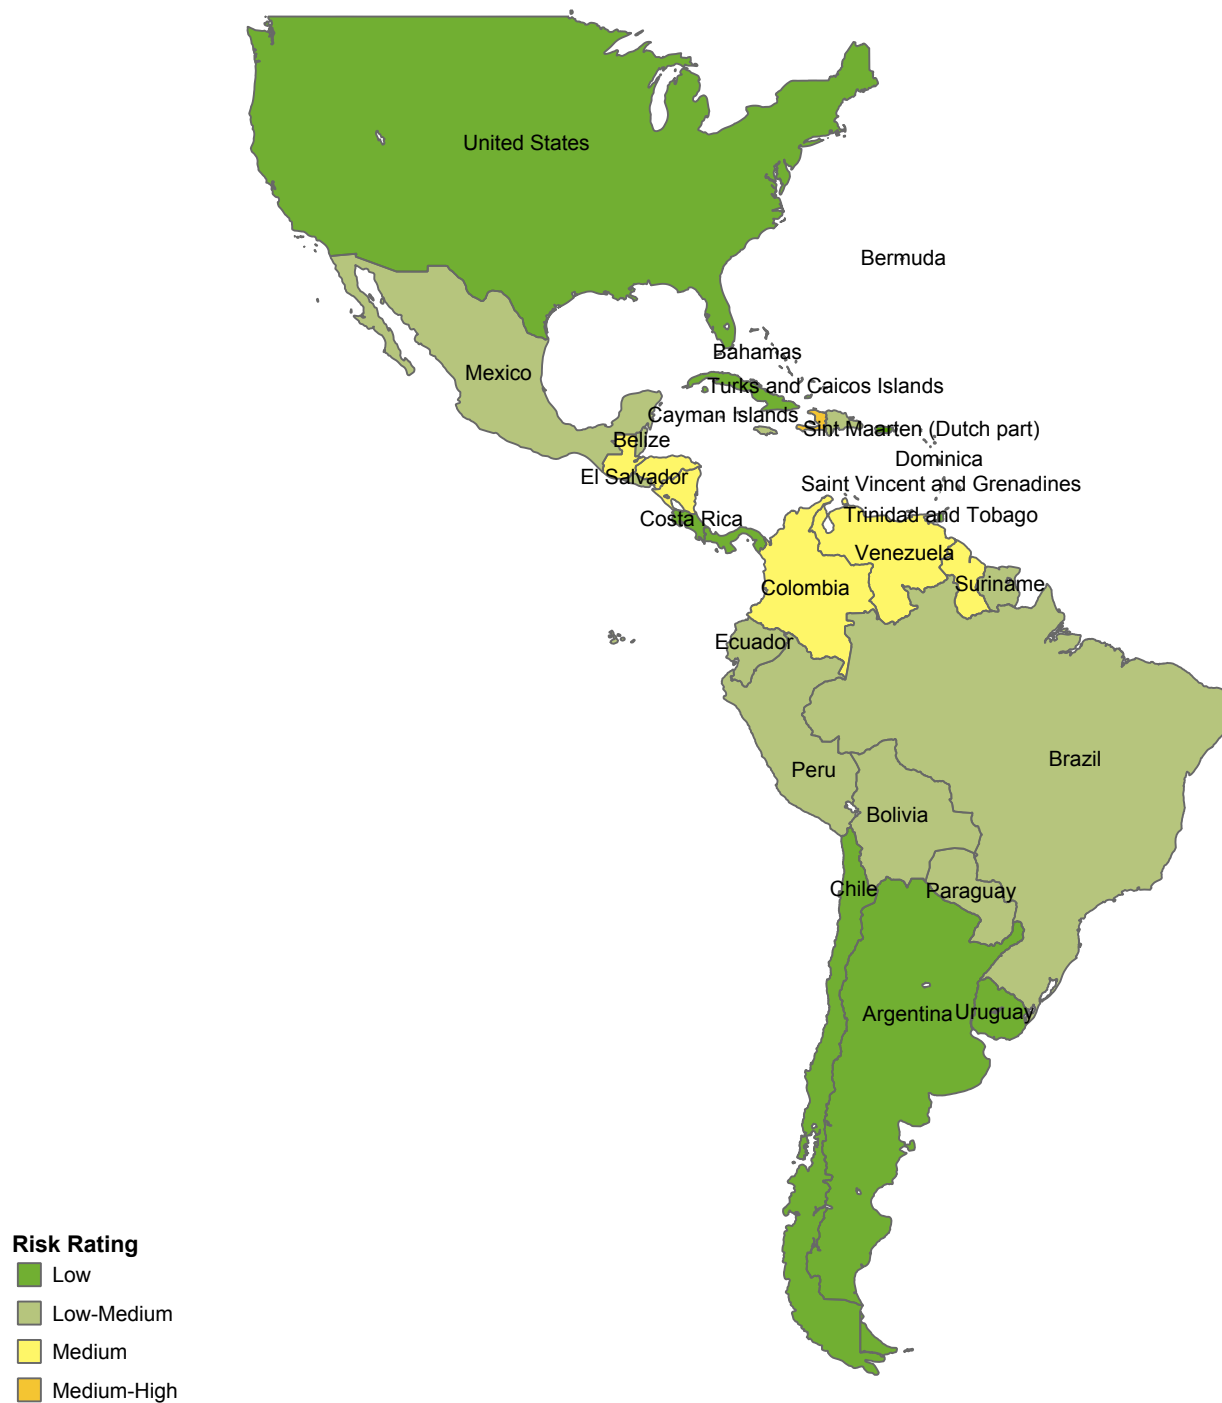 United States
Bermuda
Bahamas
Mexico
Turks and Caicos Islands
Cayman Islands
Sint Maarten (Dutch part)
Belize
Dominica
El Salvador
Saint Vincent and Grenadines
Costa Rica
Trinidad and Tobago
Venezuela
Colombia
Suriname
Ecuador
Brazil
Peru
Bolivia
Chile
Paraguay
Argentina
Uruguay
Risk Rating
Low
Low-Medium
Medium
Medium-High